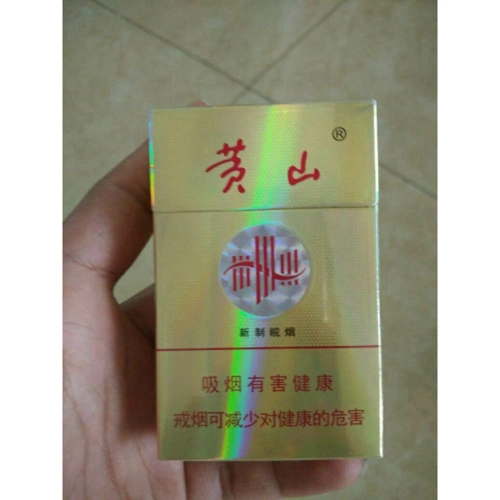 黄山®
新制皖烟
吸烟有害健康
戒烟可减少对健康的危害